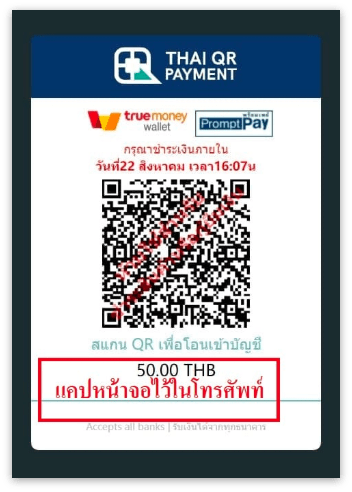 THAI QR
PAYMENT
truemoney
wallet
พร้อมเพย์
PromptPay
กรุณาชำระเงินภายใน
วันที่22 สิงหาคม เวลา16:07น
สแกน QR เพื่อโอนเข้าบัญชี
50.00 THB
แคปหน้าจอไว้ในโทรศัพท์
Accepts all banks | รับเงินได้จากทุกธนาคาร